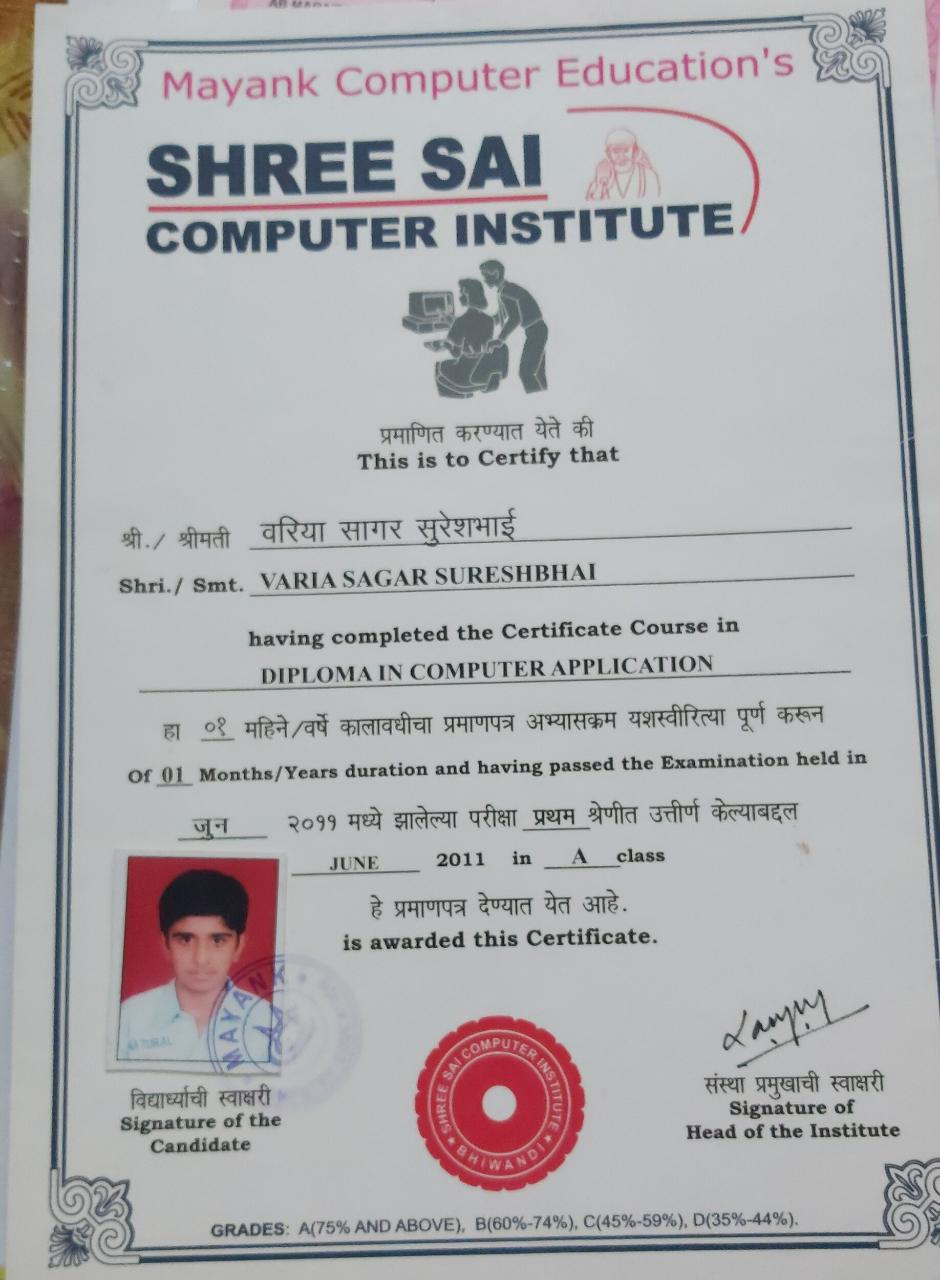 Mayank Computer Education's
SHREE SAI
COMPUTER INSTITUTE
प्रमाणित करण्यात येते की
This is to Certify that
श्री./ श्रीमती वरिया सागर सुरेशभाई
Shri./ Smt. VARIA SAGAR SURESHBHAI
having completed the Certificate Course in
DIPLOMA IN COMPUTER APPLICATION
हा ०१ महिने/वर्षे कालावधीचा प्रमाणपत्र अभ्यासक्रम यशस्वीरित्या पूर्ण करून
Of 01 Months/Years duration and having passed the Examination held in
जुन २०११ मध्ये झालेल्या परीक्षा प्रथम श्रेणीत उत्तीर्ण केल्याबद्दल
JUNE 2011 in A class
हे प्रमाणपत्र देण्यात येत आहे.
is awarded this Certificate.
MAYANK
विद्यार्थ्याची स्वाक्षरी
Signature of the
Candidate
SHREE SAI COMPUTER INSTITUTE
★ BHIWANDI ★
संस्था प्रमुखाची स्वाक्षरी
Signature of
Head of the Institute
GRADES: A(75% AND ABOVE), B(60%-74%), C(45%-59%), D(35%-44%).